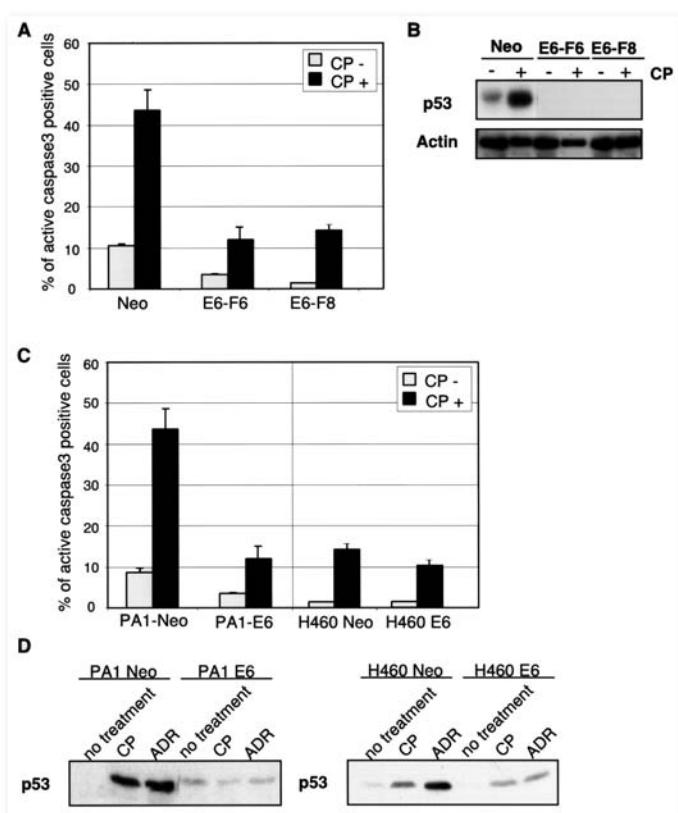 A
% of active caspase3 positive cells
60
50
40
30
20
10
0
CP -
CP +
Neo E6-F6 E6-F8
B
Neo E6-F6 E6-F8
- + - + - + CP
p53
Actin
C
% of active caspase3 positive cells
60
50
40
30
20
10
0
CP -
CP +
PA1-Neo PA1-E6 H460 Neo H460 E6
D
PA1 Neo PA1 E6
no treatment CP ADR no treatment CP ADR
p53
H460 Neo H460 E6
no treatment CP ADR no treatment CP ADR
p53